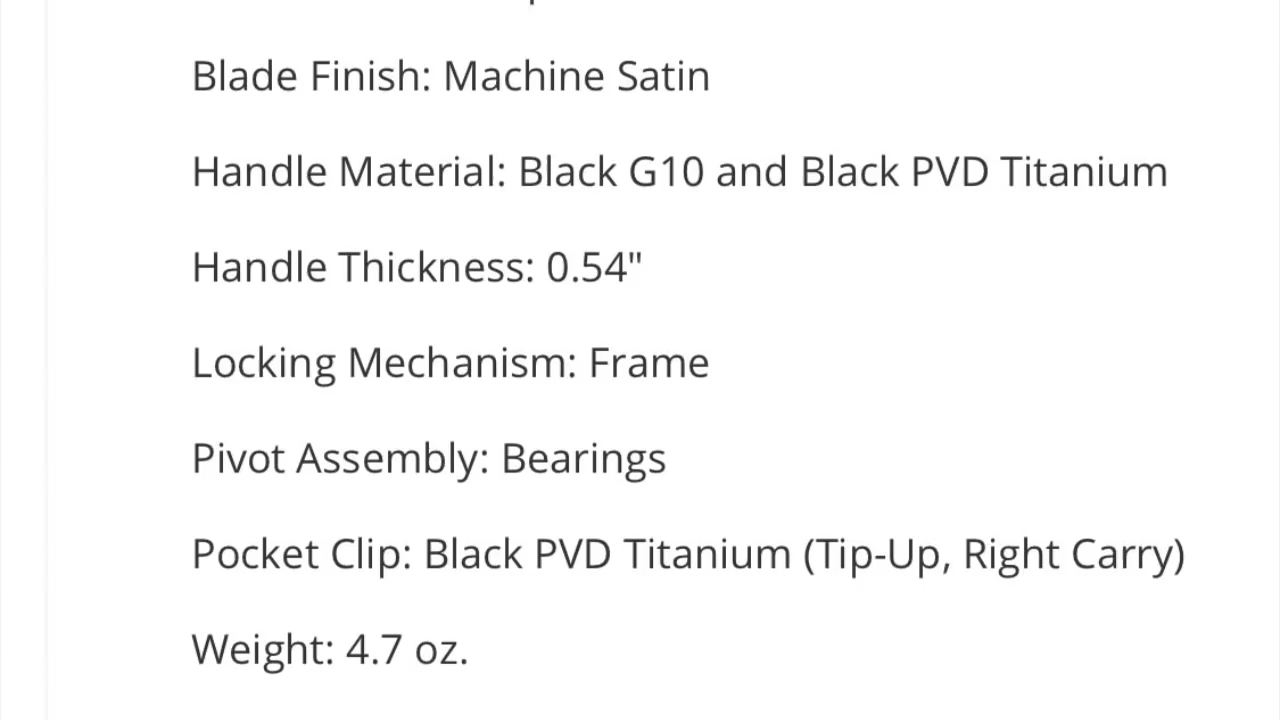 Blade Finish: Machine Satin
Handle Material: Black G10 and Black PVD Titanium
Handle Thickness: 0.54"
Locking Mechanism: Frame
Pivot Assembly: Bearings
Pocket Clip: Black PVD Titanium (Tip-Up, Right Carry)
Weight: 4.7 oz.